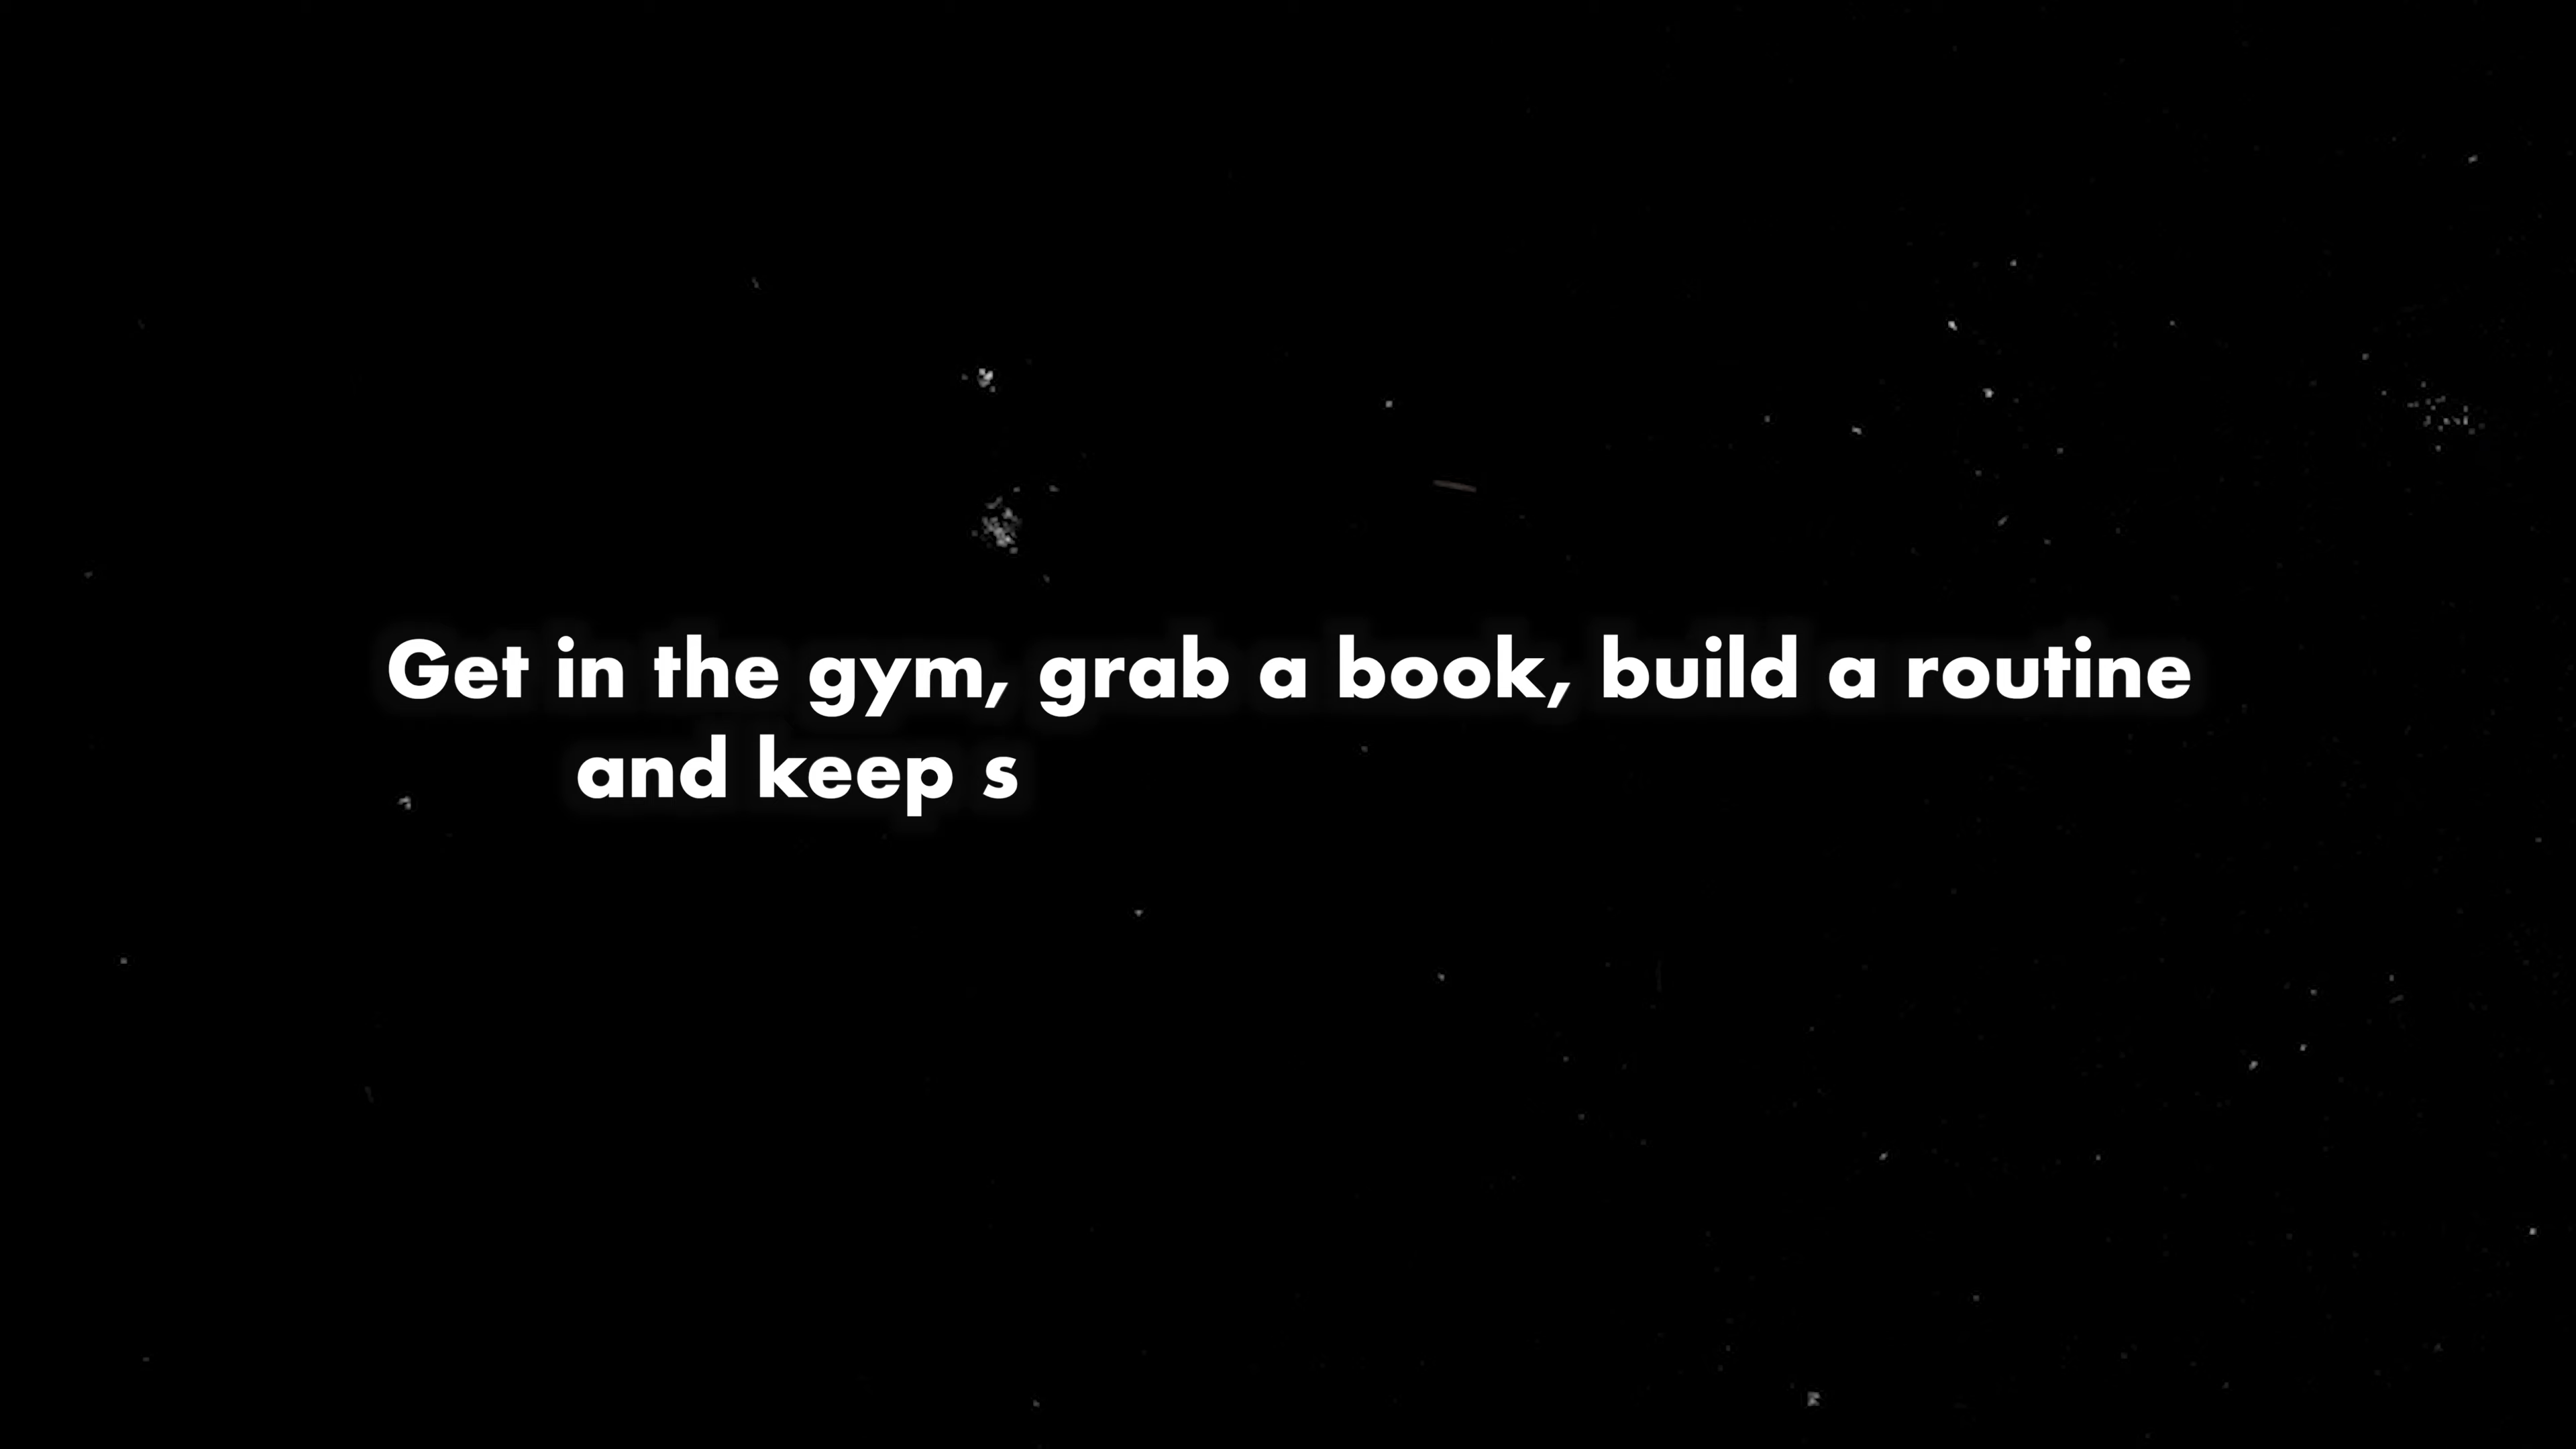 Get in the gym, grab a book, build a routine
and keep s